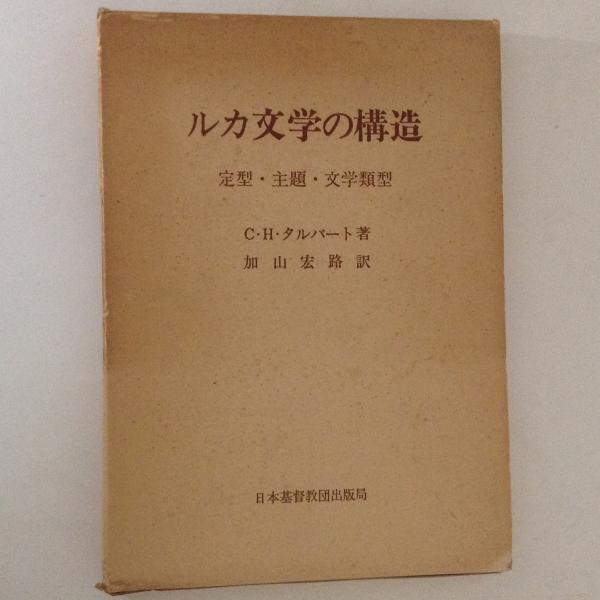 ルカ文学の構造
定型・主題・文学類型
C・H・タルバート著
加山宏路訳
日本基督教団出版局